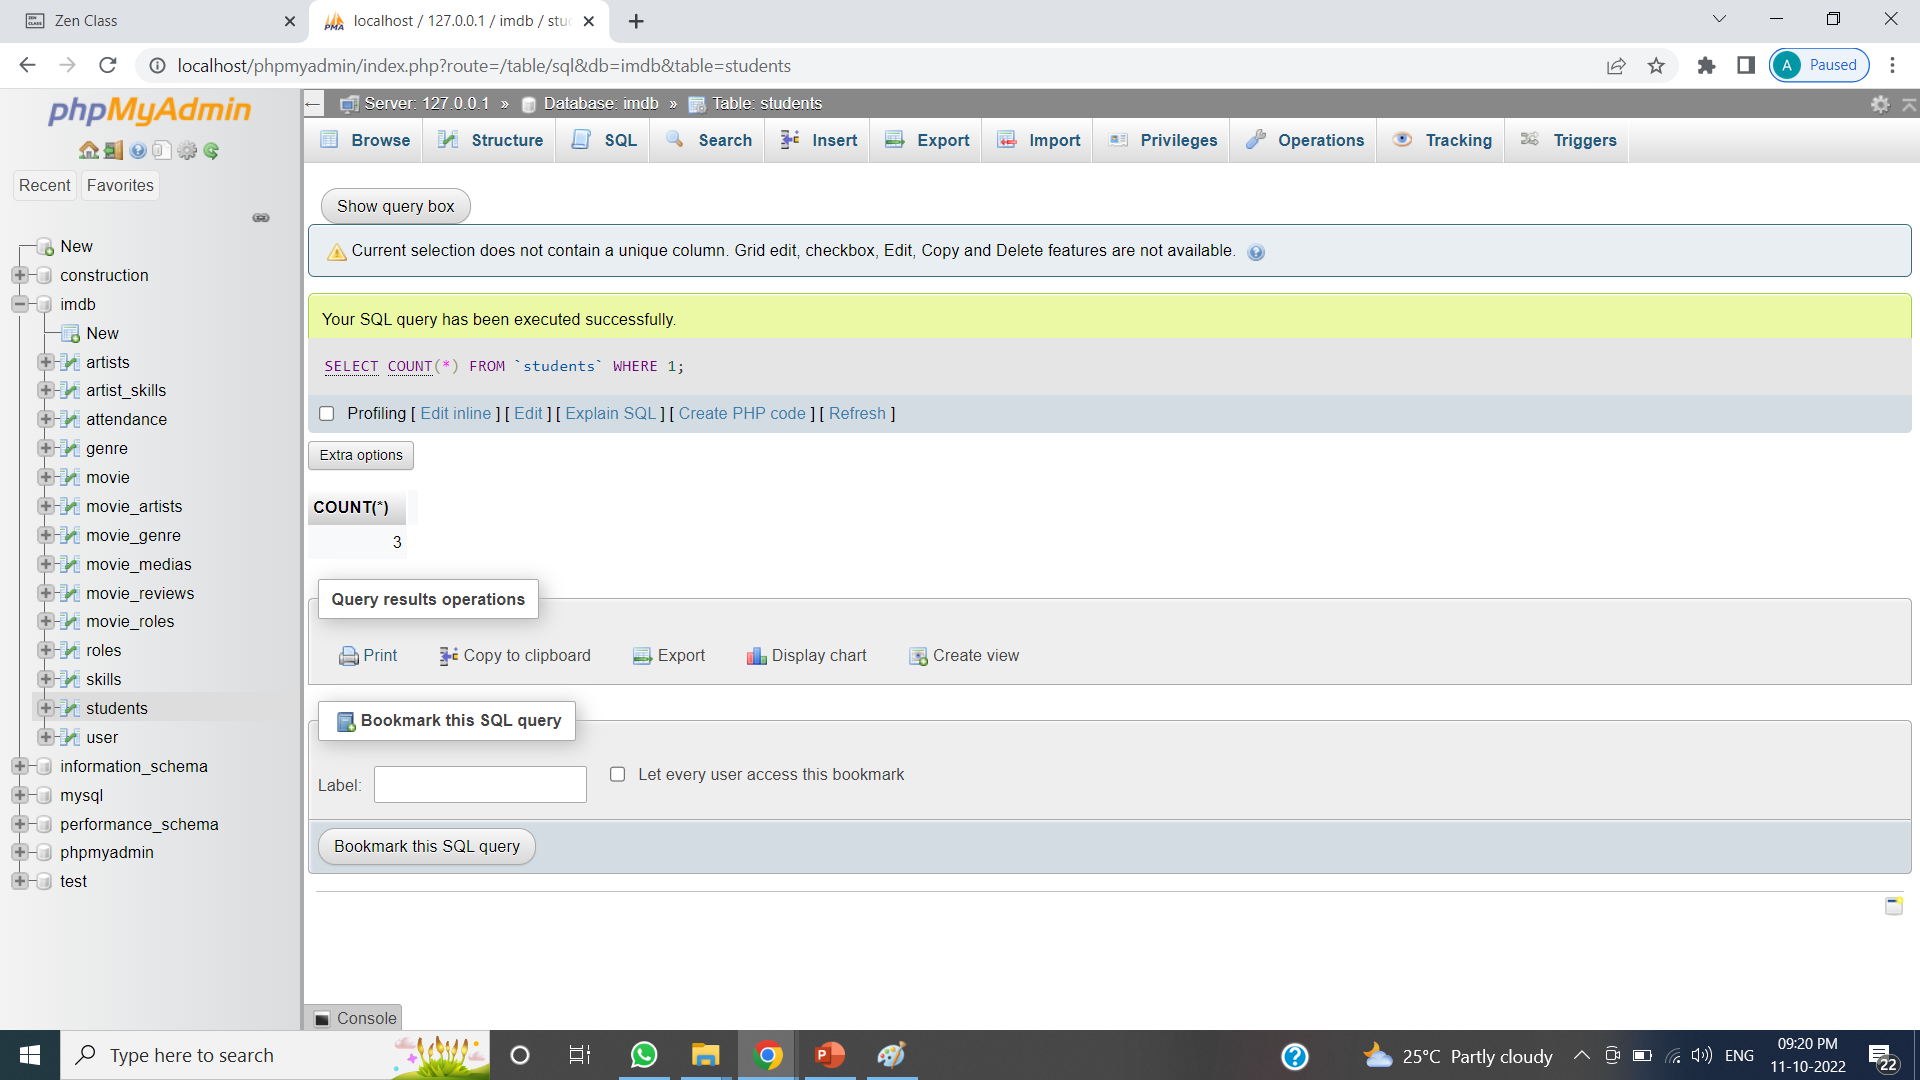 Zen Class
localhost / 127.0.0.1 / imdb / stu
localhost/phpmyadmin/index.php?route=/table/sql&db=imdb&table=students
A Paused
phpMyAdmin
Recent Favorites
New
construction
imdb
New
artists
artist_skills
attendance
genre
movie
movie_artists
movie_genre
movie_medias
movie_reviews
movie_roles
roles
skills
students
user
information_schema
mysql
performance_schema
phpmyadmin
test
Server: 127.0.0.1 » Database: imdb » Table: students
Browse Structure SQL Search Insert Export Import Privileges Operations Tracking Triggers
Show query box
Current selection does not contain a unique column. Grid edit, checkbox, Edit, Copy and Delete features are not available.
Your SQL query has been executed successfully.
SELECT COUNT(*) FROM `students` WHERE 1;
Profiling [ Edit inline ] [ Edit ] [ Explain SQL ] [ Create PHP code ] [ Refresh ]
Extra options
COUNT(*)
3
Query results operations
Print Copy to clipboard Export Display chart Create view
Bookmark this SQL query
Label: Let every user access this bookmark
Bookmark this SQL query
Console
Type here to search
25°C Partly cloudy ENG 09:20 PM
11-10-2022
22